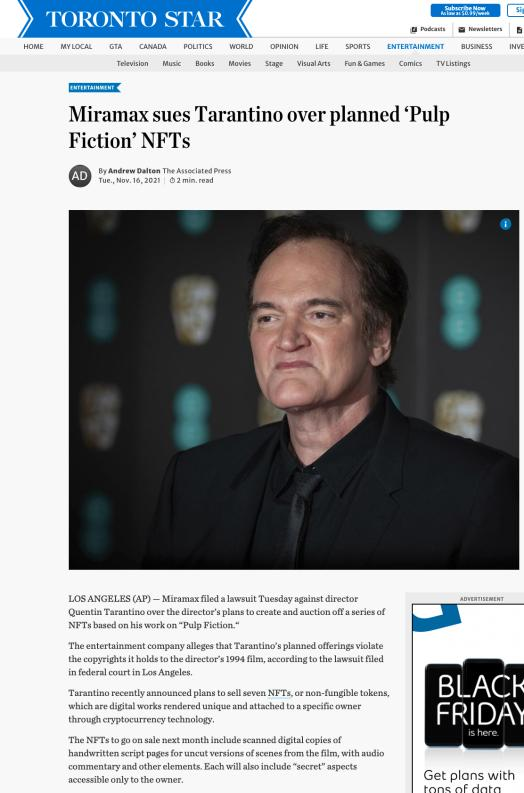 TORONTO STAR
Subscribe Now
As low as $0.99/week
Podcasts
Newsletters
HOME MY LOCAL GTA CANADA POLITICS WORLD OPINION LIFE SPORTS ENTERTAINMENT BUSINESS
Television Music Books Movies Stage Visual Arts Fun & Games Comics TV Listings
ENTERTAINMENT
Miramax sues Tarantino over planned ‘Pulp
Fiction’ NFTs
AD
By Andrew Dalton The Associated Press
Tue., Nov. 16, 2021 | 2 min. read
i
LOS ANGELES (AP) — Miramax filed a lawsuit Tuesday against director
Quentin Tarantino over the director’s plans to create and auction off a series of
NFTs based on his work on “Pulp Fiction.“
The entertainment company alleges that Tarantino’s planned offerings violate
the copyrights it holds to the director’s 1994 film, according to the lawsuit filed
in federal court in Los Angeles.
Tarantino recently announced plans to sell seven NFTs, or non-fungible tokens,
which are digital works rendered unique and attached to a specific owner
through cryptocurrency technology.
The NFTs to go on sale next month include scanned digital copies of
handwritten script pages for uncut versions of scenes from the film, with audio
commentary and other elements. Each will also include “secret” aspects
accessible only to the owner.
ADVERTISEMENT
BLACK
FRIDAY
is here.
Get plans with
tons of data